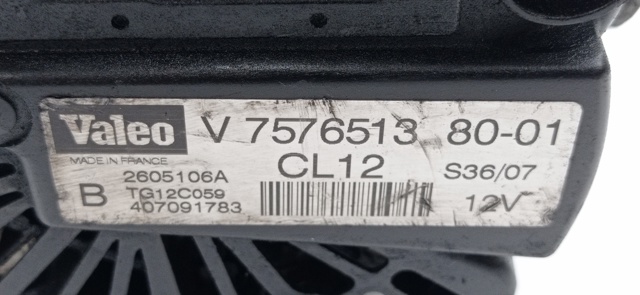 Valeo V 7576513 80-01
MADE IN FRANCE CL12 S36/07
2605106A
B TG12C059 12V
407091783